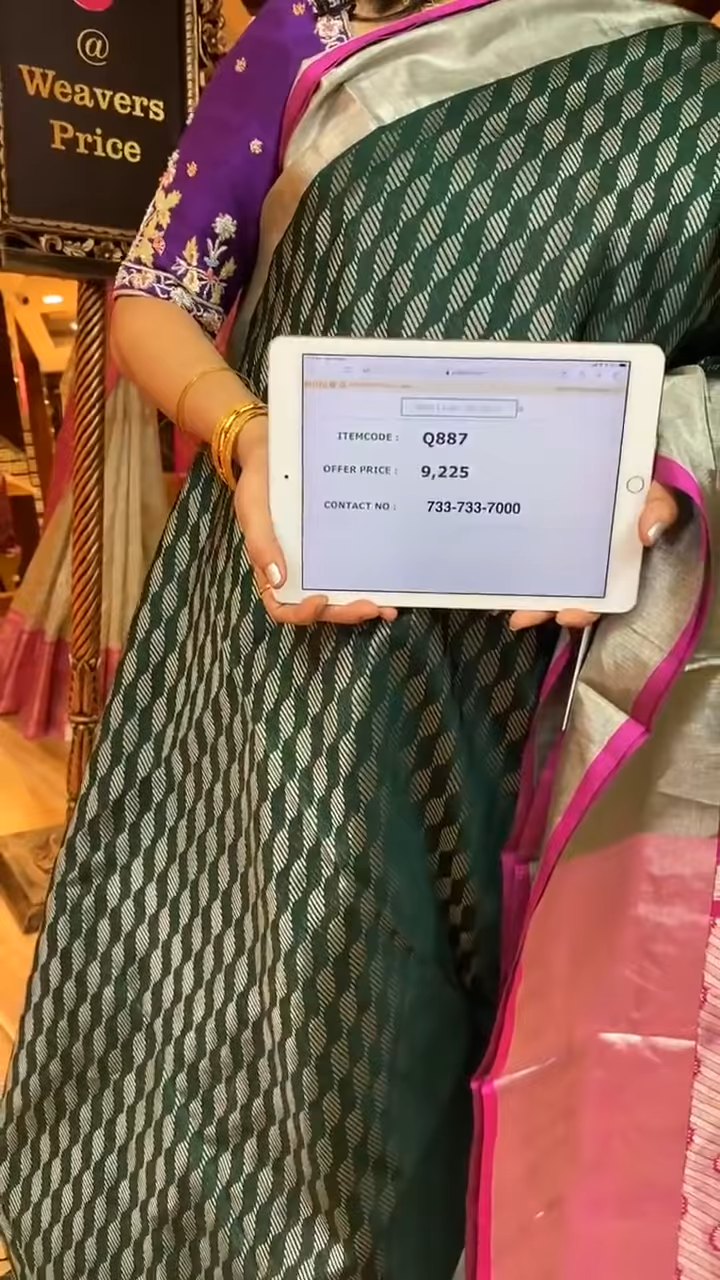 @
Weavers
Price
ITEMCODE : Q887
OFFER PRICE : 9,225
CONTACT NO : 733-733-7000